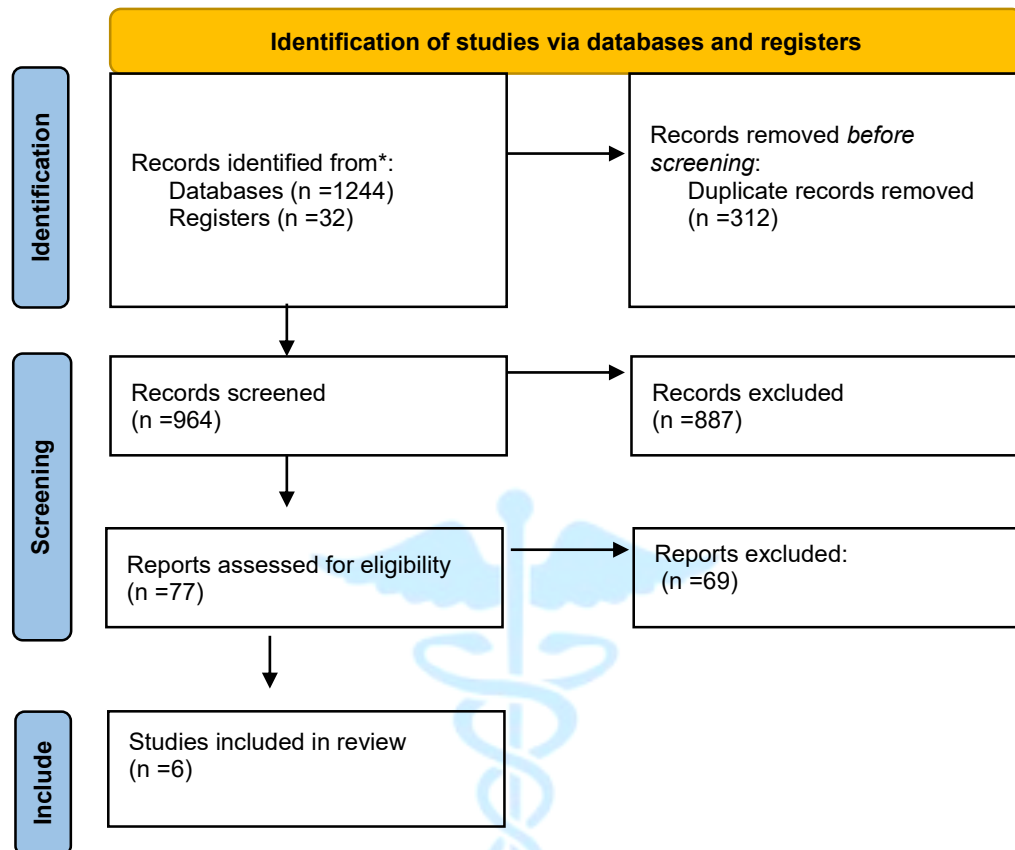 Identification of studies via databases and registers
Identification
Records identified from*:
Databases (n =1244)
Registers (n =32)
Records removed before
screening:
Duplicate records removed
(n =312)
Screening
Records screened
(n =964)
Records excluded
(n =887)
Reports assessed for eligibility
(n =77)
Reports excluded:
(n =69)
Include
Studies included in review
(n =6)